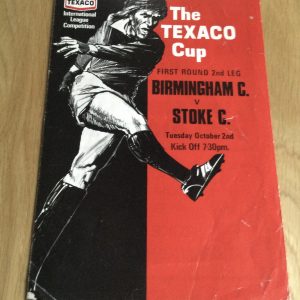 TEXACO
International
League
Competition
The
TEXACO
Cup
FIRST ROUND 2nd LEG
BIRMINGHAM C.
V
STOKE C.
Tuesday October 2nd
Kick Off 7·30pm.